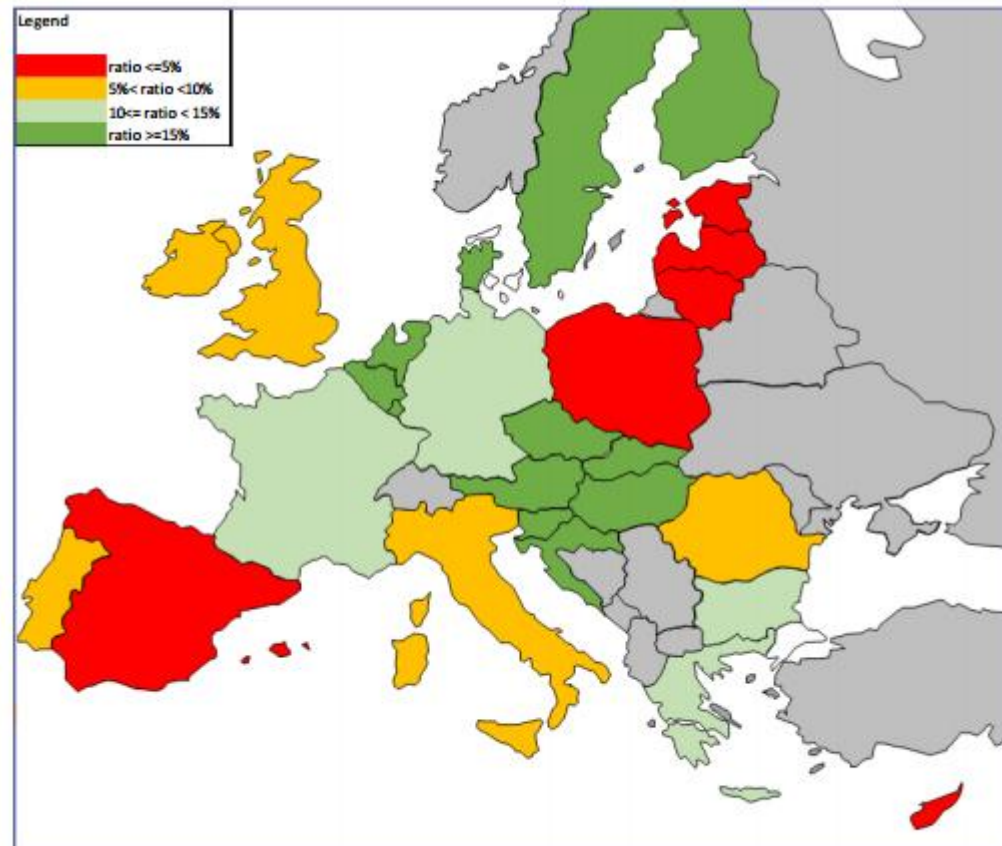 Legend
ratio <=5%
5%< ratio <10%
10<= ratio < 15%
ratio >=15%